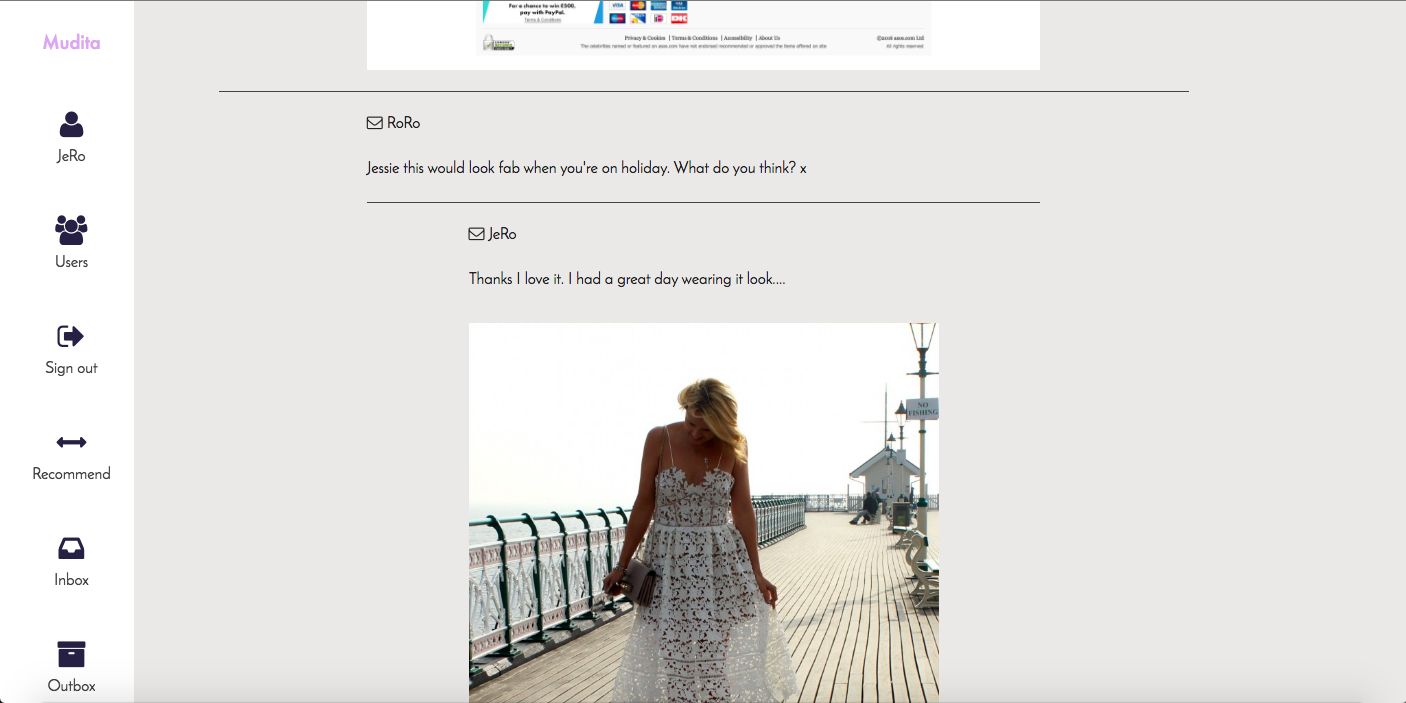 Mudita
JeRo
Users
Sign out
Recommend
Inbox
Outbox
For a chance to win £500,
pay with PayPal.
Terms & Conditions
VISA
Privacy & Cookies | Terms & Conditions | Accessibility | About Us
©2016 asos.com Ltd
The celebrities named or featured on asos.com have not endorsed recommended or approved the items offered on site
All rights reserved
RoRo
Jessie this would look fab when you're on holiday. What do you think? x
JeRo
Thanks I love it. I had a great day wearing it look....
NO
FISHING